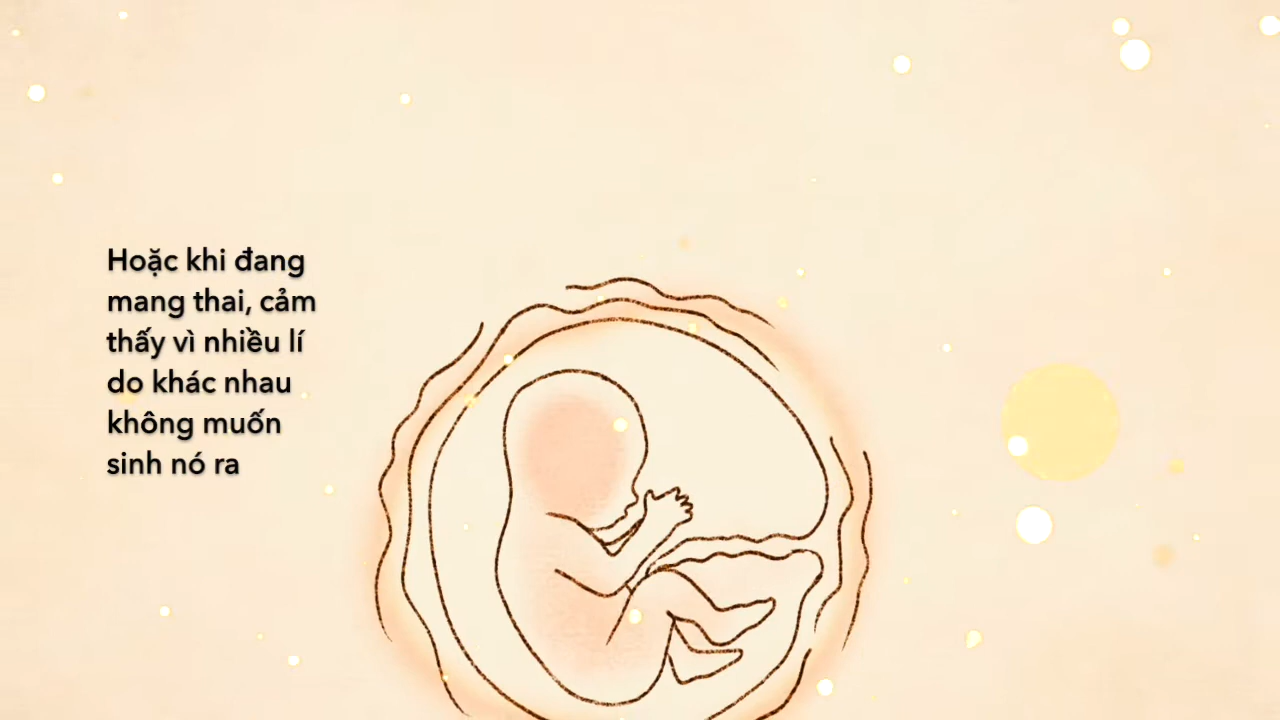 Hoặc khi đang
mang thai, cảm
thấy vì nhiều lí
do khác nhau
không muốn
sinh nó ra